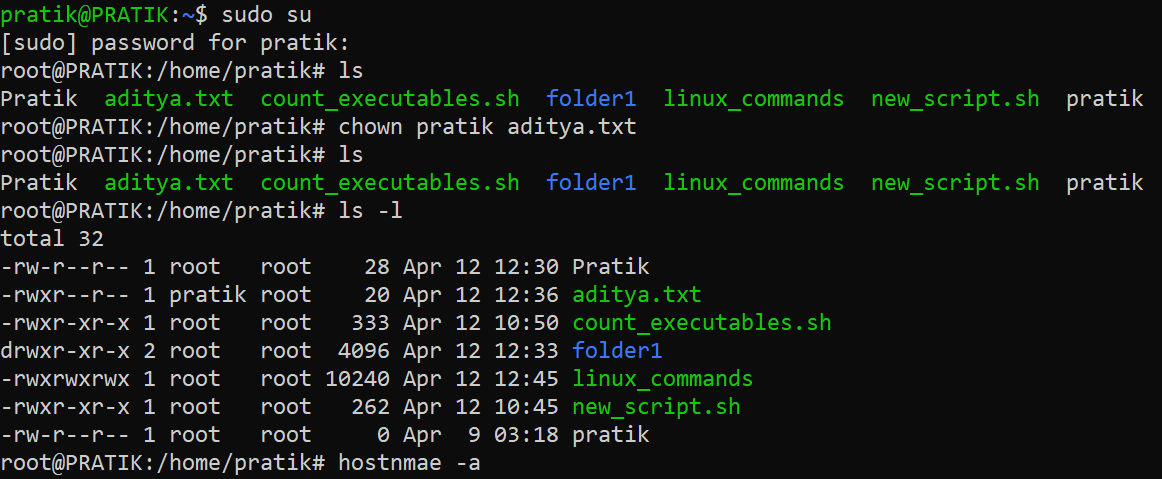 pratik@PRATIK:~$ sudo su
[sudo] password for pratik:
root@PRATIK:/home/pratik# ls
Pratik  aditya.txt  count_executables.sh  folder1  linux_commands  new_script.sh  pratik
root@PRATIK:/home/pratik# chown pratik aditya.txt
root@PRATIK:/home/pratik# ls
Pratik  aditya.txt  count_executables.sh  folder1  linux_commands  new_script.sh  pratik
root@PRATIK:/home/pratik# ls -l
total 32
-rw-r--r-- 1 root   root    28 Apr 12 12:30 Pratik
-rwxr--r-- 1 pratik root    20 Apr 12 12:36 aditya.txt
-rwxr-xr-x 1 root   root   333 Apr 12 10:50 count_executables.sh
drwxr-xr-x 2 root   root  4096 Apr 12 12:33 folder1
-rwxrwxrwx 1 root   root 10240 Apr 12 12:45 linux_commands
-rwxr-xr-x 1 root   root   262 Apr 12 10:45 new_script.sh
-rw-r--r-- 1 root   root     0 Apr  9 03:18 pratik
root@PRATIK:/home/pratik# hostnmae -a